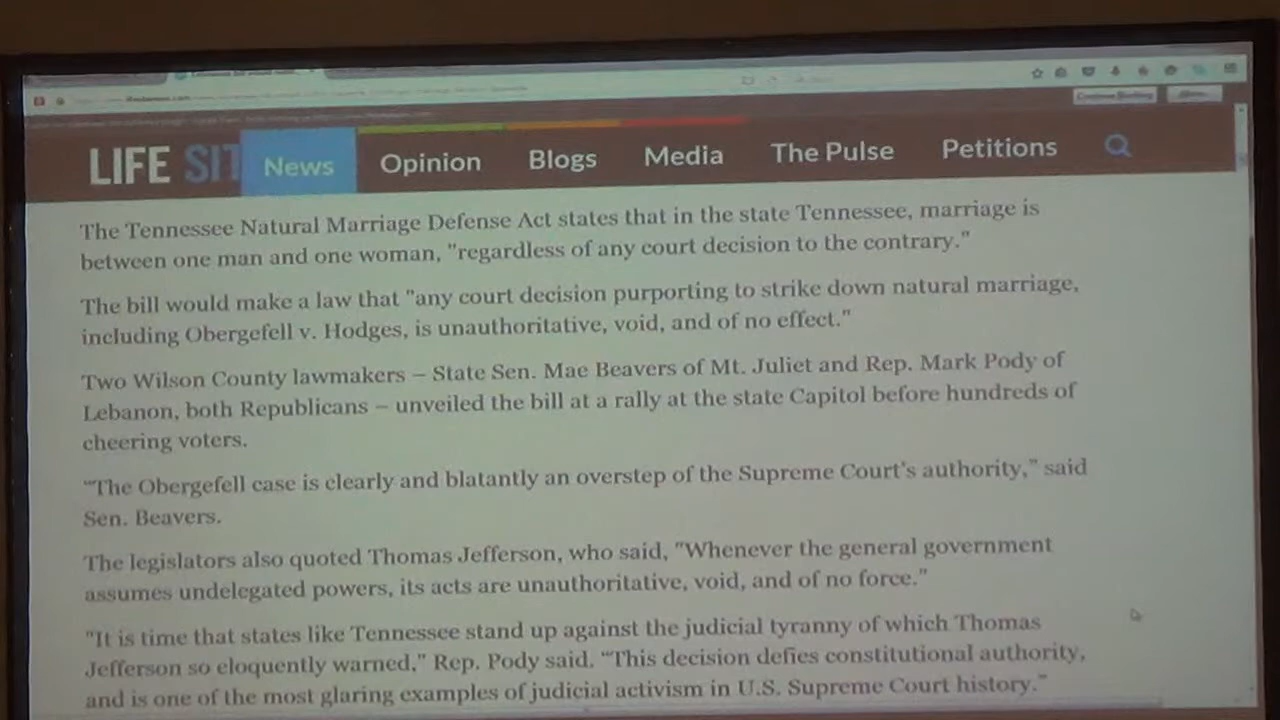 LIFE SIT
News
Opinion
Blogs
Media
The Pulse
Petitions
The Tennessee Natural Marriage Defense Act states that in the state Tennessee, marriage is
between one man and one woman, "regardless of any court decision to the contrary."
The bill would make a law that "any court decision purporting to strike down natural marriage,
including Obergefell v. Hodges, is unauthoritative, void, and of no effect."
Two Wilson County lawmakers – State Sen. Mae Beavers of Mt. Juliet and Rep. Mark Pody of
Lebanon, both Republicans – unveiled the bill at a rally at the state Capitol before hundreds of
cheering voters.
“The Obergefell case is clearly and blatantly an overstep of the Supreme Court's authority,” said
Sen. Beavers.
The legislators also quoted Thomas Jefferson, who said, "Whenever the general government
assumes undelegated powers, its acts are unauthoritative, void, and of no force."
"It is time that states like Tennessee stand up against the judicial tyranny of which Thomas
Jefferson so eloquently warned," Rep. Pody said. "This decision defies constitutional authority,
and is one of the most glaring examples of judicial activism in U.S. Supreme Court history."